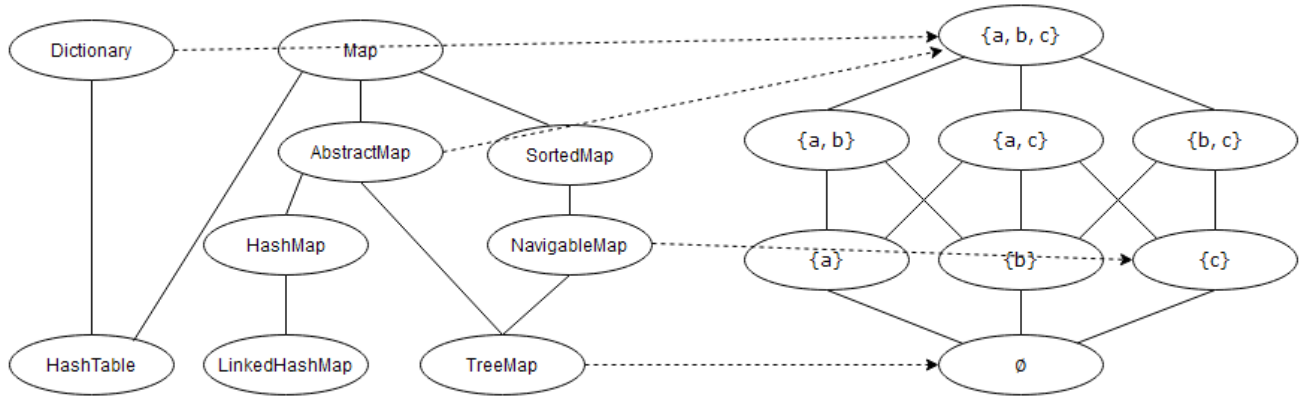 Dictionary
Map
{a, b, c}
AbstractMap
SortedMap
{a, b}
{a, c}
{b, c}
HashMap
NavigableMap
{a}
{b}
{c}
HashTable
LinkedHashMap
TreeMap
Ø